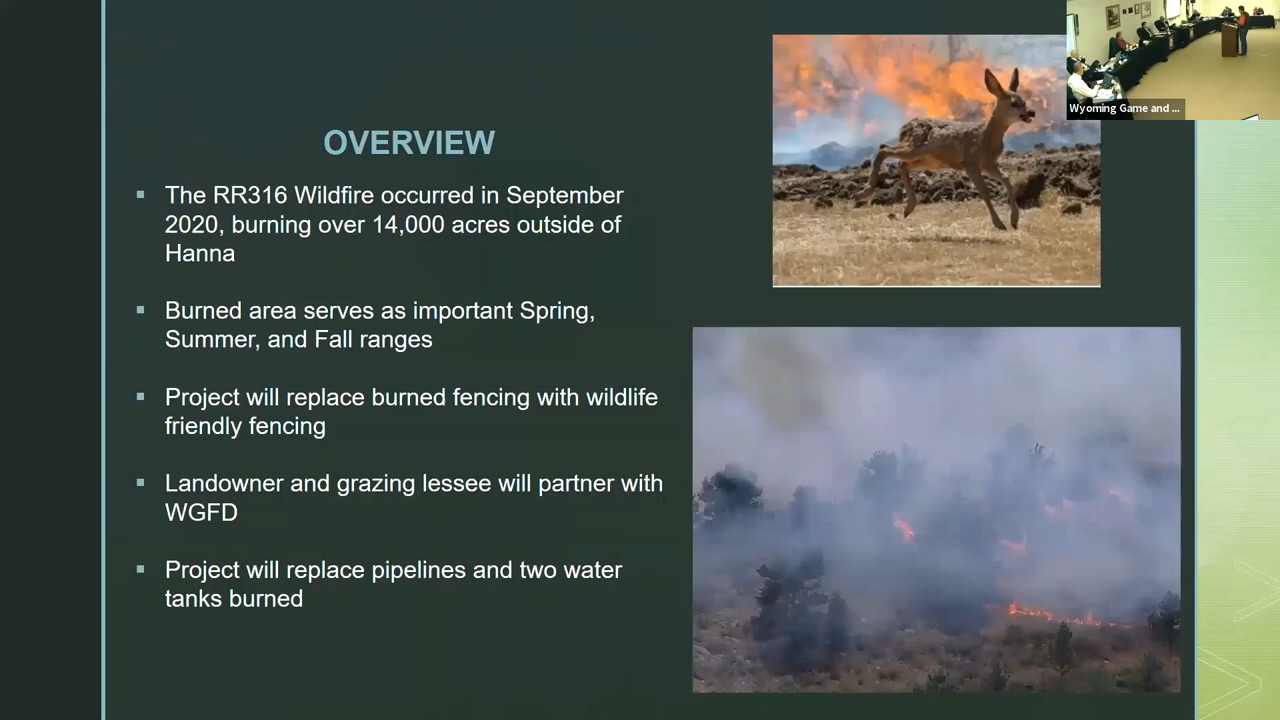 Wyoming Game and ...
OVERVIEW
▪ The RR316 Wildfire occurred in September
2020, burning over 14,000 acres outside of
Hanna
▪ Burned area serves as important Spring,
Summer, and Fall ranges
▪ Project will replace burned fencing with wildlife
friendly fencing
▪ Landowner and grazing lessee will partner with
WGFD
▪ Project will replace pipelines and two water
tanks burned